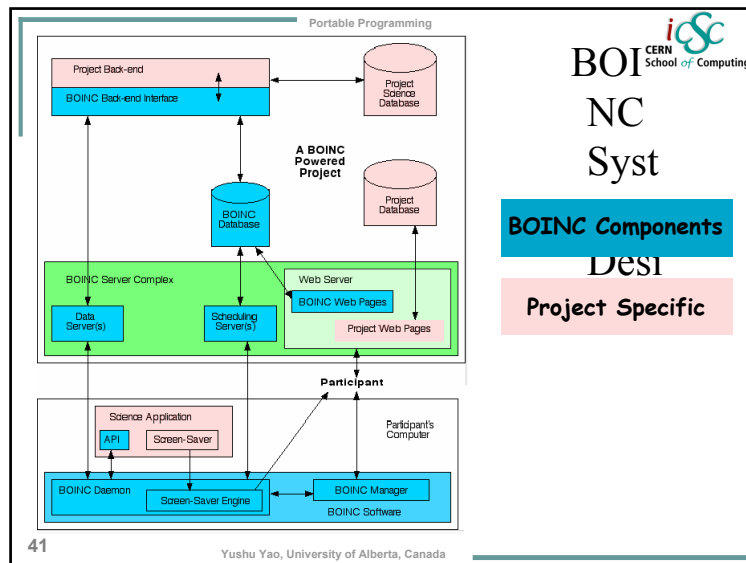 Portable Programming
iCSC
CERN
School of Computing
BOI
NC
Syst
Desi
BOINC Components
Project Specific
Project Back-end
BOINC Back-end Interface
Project
Science
Database
A BOINC
Powered
Project
BOINC
Database
Project
Database
BOINC Server Complex
Web Server
BOINC Web Pages
Data
Server(s)
Scheduling
Server(s)
Project Web Pages
Participant
Science Application
Participant's
Computer
API
Screen-Saver
BOINC Daemon
Screen-Saver Engine
BOINC Manager
BOINC Software
41
Yushu Yao, University of Alberta, Canada